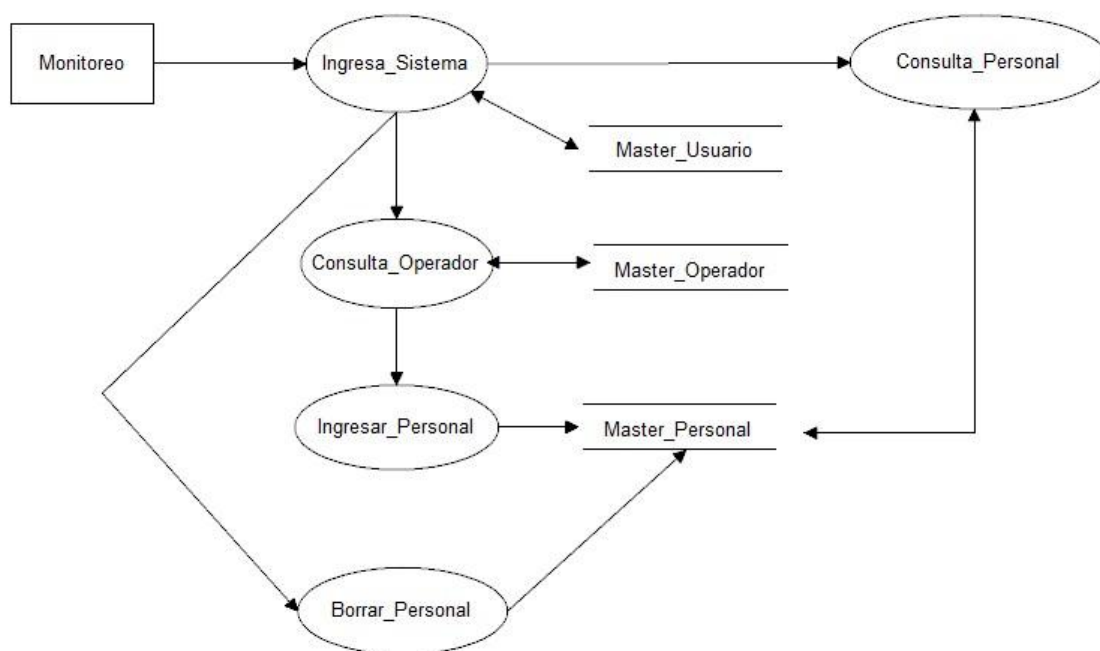 Monitoreo
Ingresa_Sistema
Consulta_Personal
Master_Usuario
Consulta_Operador
Master_Operador
Ingresar_Personal
Master_Personal
Borrar_Personal